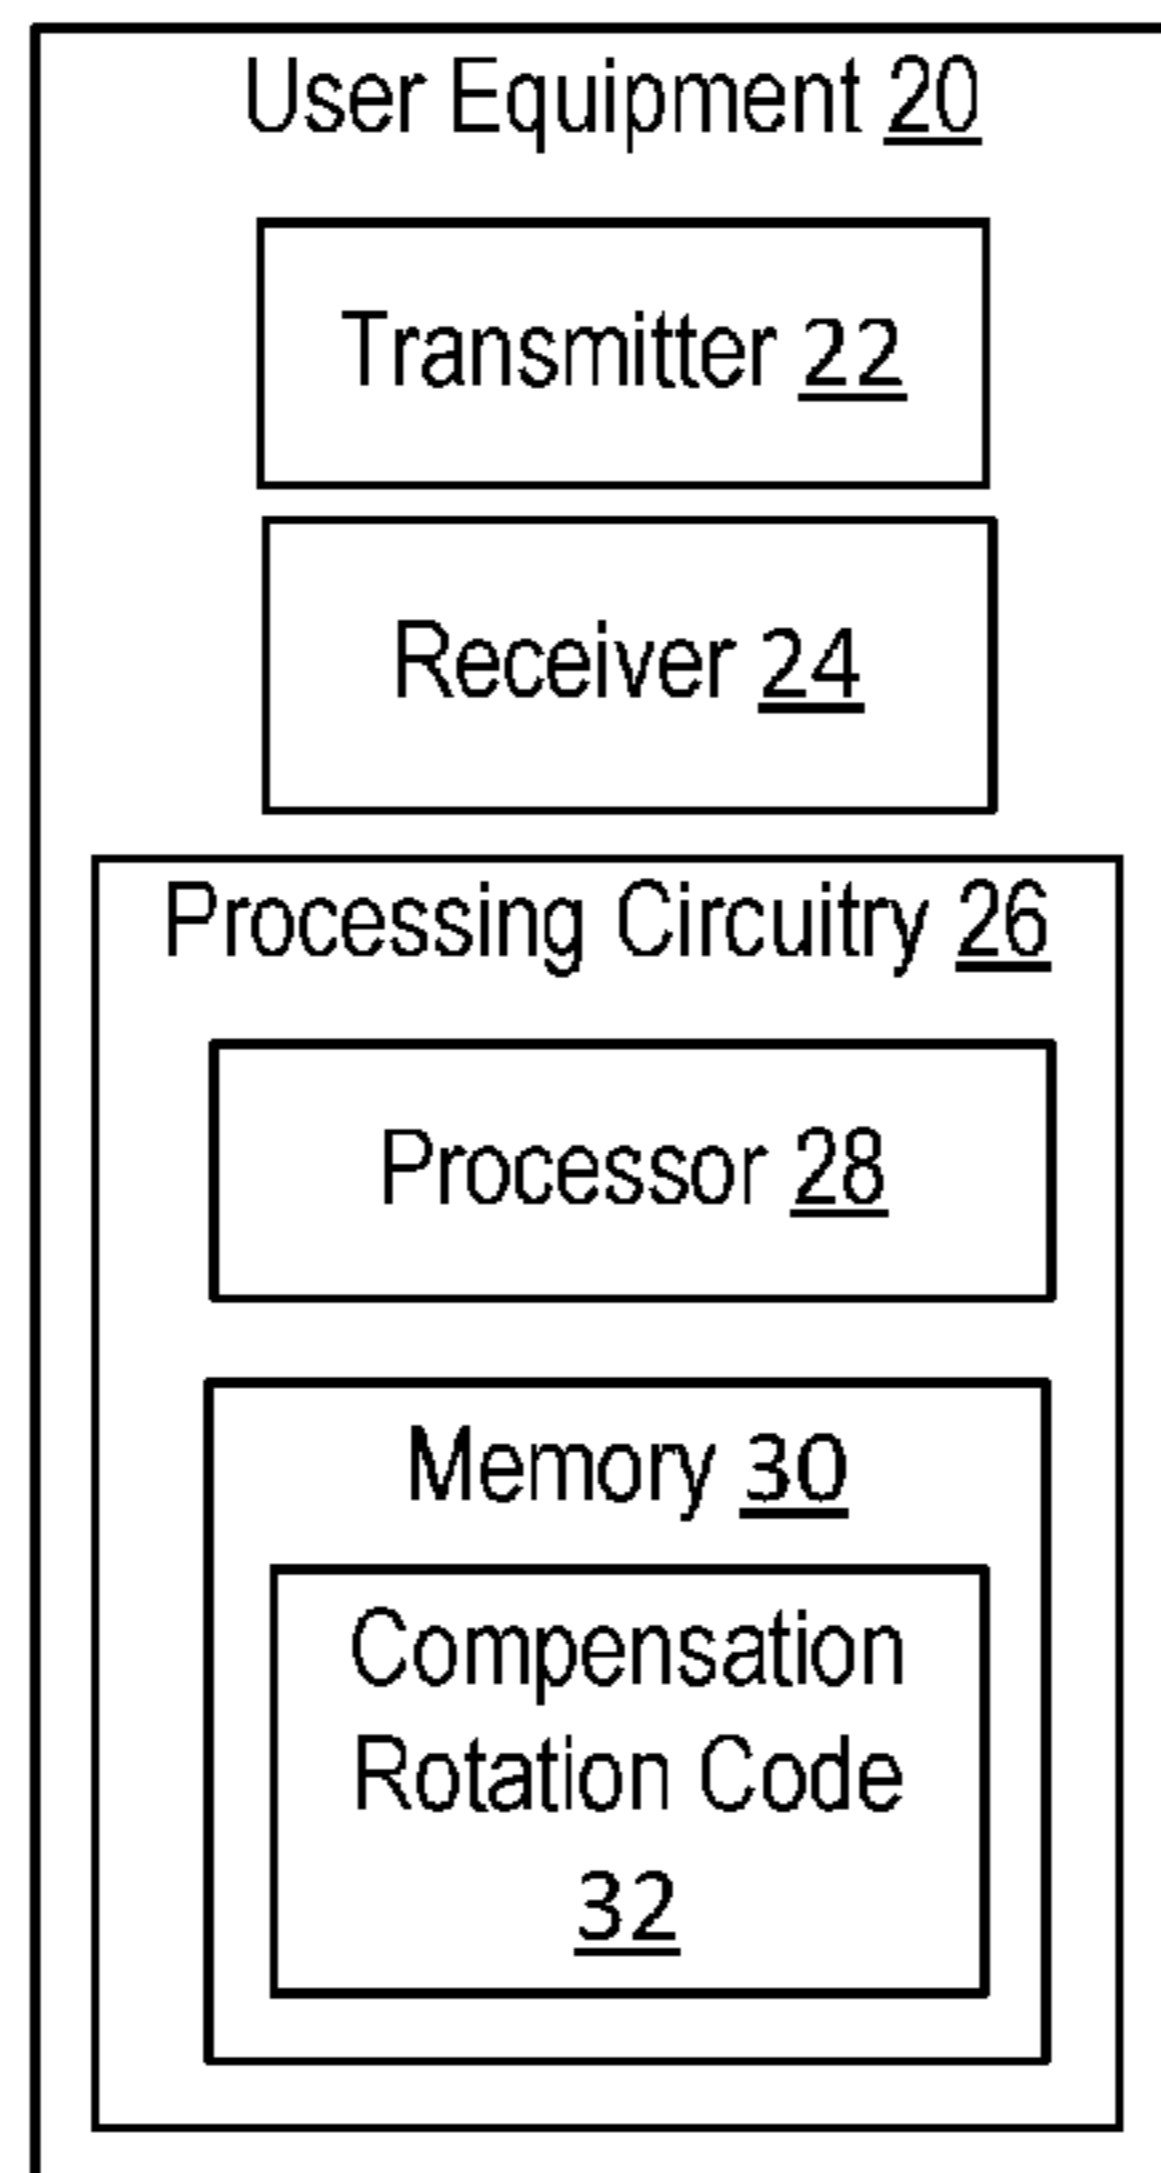 User Equipment 20
Transmitter 22
Receiver 24
Processing Circuitry 26
Processor 28
Memory 30
Compensation
Rotation Code
32